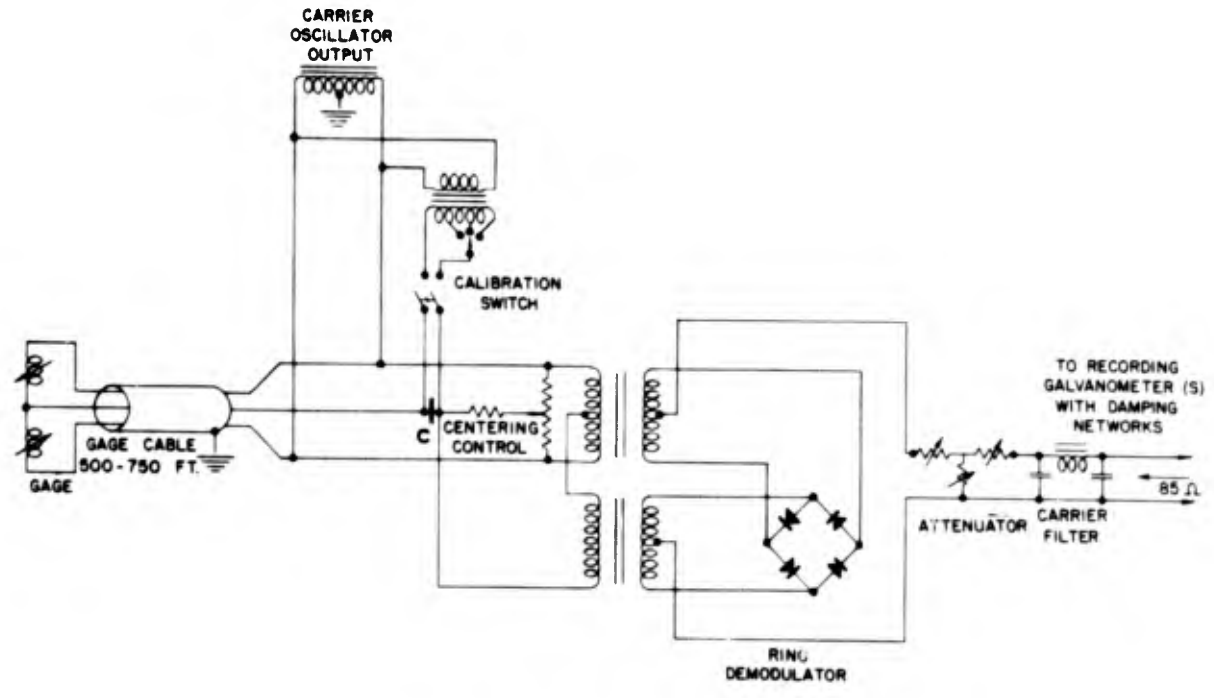 CARRIER
OSCILLATOR
OUTPUT
CALIBRATION
SWITCH
TO RECORDING
GALVANOMETER (S)
WITH DAMPING
NETWORKS
C
CENTERING
CONTROL
GAGE CABLE
500-750 FT.
GAGE
85 Ω
ATTENUATOR
CARRIER
FILTER
RING
DEMODULATOR